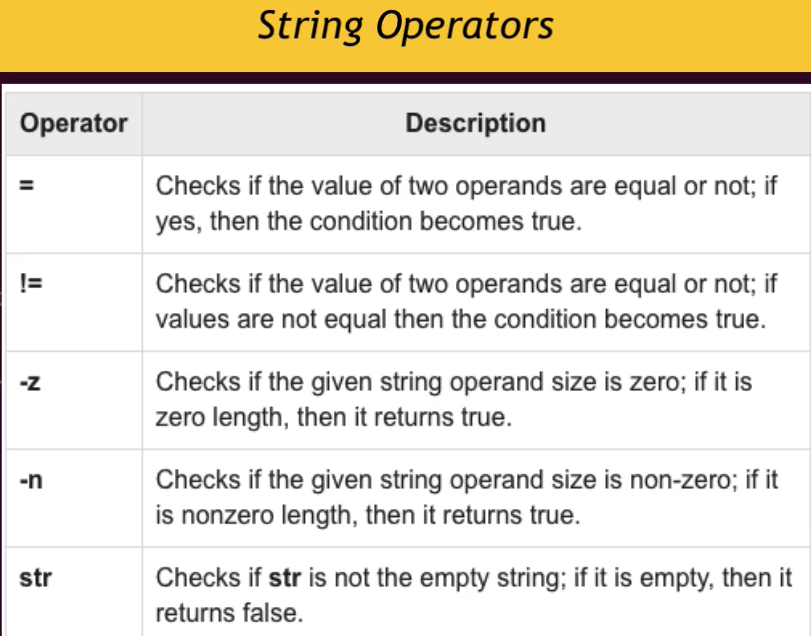 String Operators
Operator Description
= Checks if the value of two operands are equal or not; if
yes, then the condition becomes true.
!= Checks if the value of two operands are equal or not; if
values are not equal then the condition becomes true.
-z Checks if the given string operand size is zero; if it is
zero length, then it returns true.
-n Checks if the given string operand size is non-zero; if it
is nonzero length, then it returns true.
str Checks if str is not the empty string; if it is empty, then it
returns false.